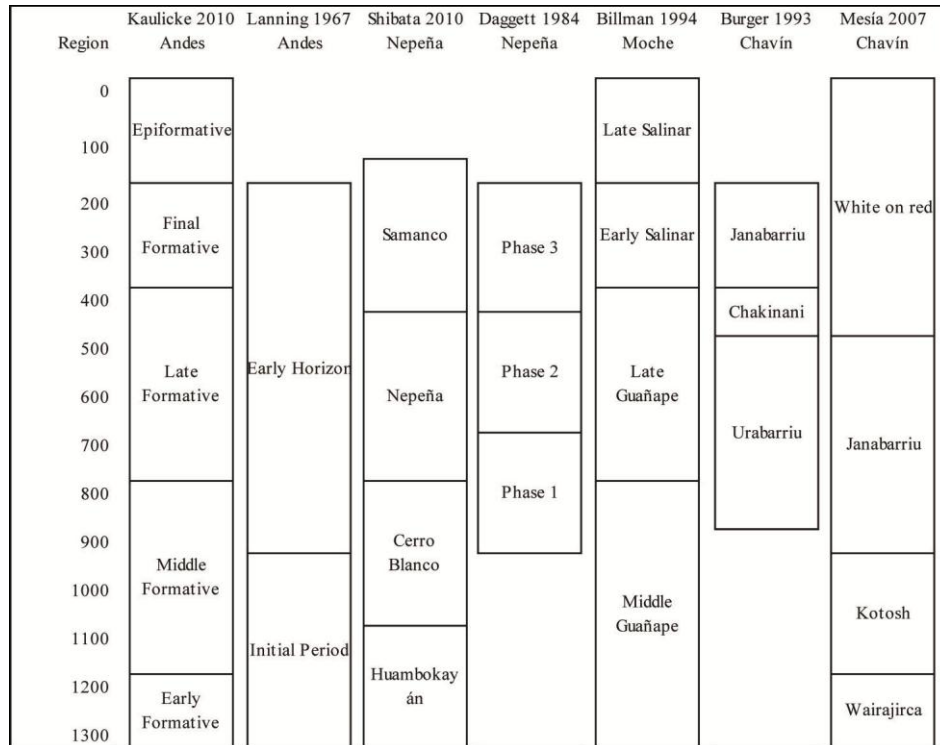 Kaulicke 2010 Lanning 1967 Shibata 2010 Daggett 1984 Billman 1994 Burger 1993 Mesía 2007
Region Andes Andes Nepeña Nepeña Moche Chavín Chavín
0
Epiformative Late Salinar
100
200 White on red
Final Samanco Early Salinar Janabarriu
300 Formative Phase 3
400 Chakinani
500
Late Early Horizon Phase 2 Late
600 Formative Nepeña Guañape
700 Urabarriu Janabarriu
800 Phase 1
900 Cerro
Middle Blanco
1000 Formative Middle
Guañape Kotosh
1100 Initial Period
1200 Huambokay
Early án Wairajirca
1300 Formative